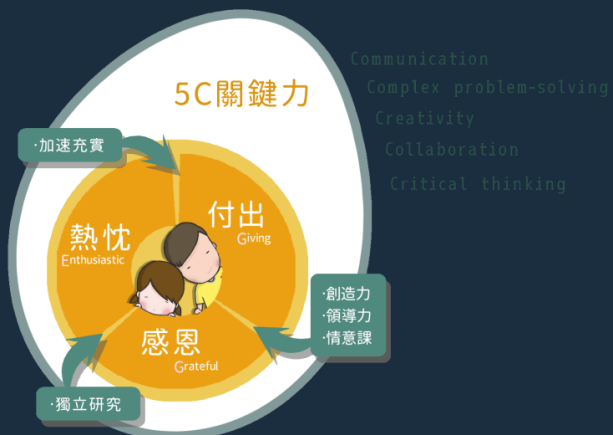 5C關鍵力
Communication
Complex problem-solving
Creativity
Collaboration
Critical thinking
·加速充實
熱忱
Enthusiastic
付出
Giving
感恩
Grateful
·創造力
·領導力
·情意課
·獨立研究